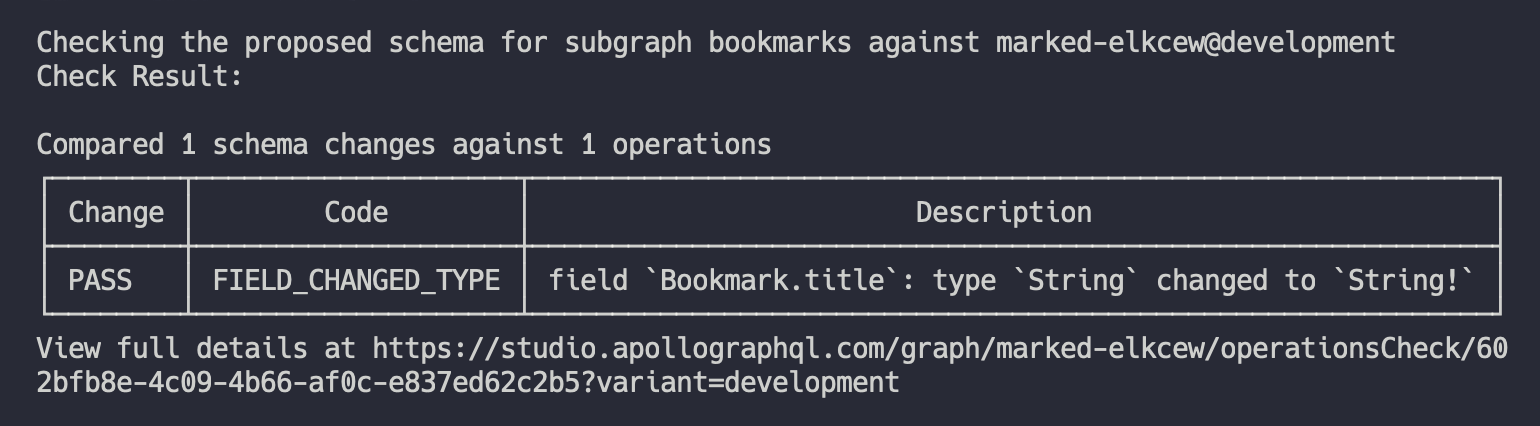 Checking the proposed schema for subgraph bookmarks against marked-elkcew@development
Check Result:
Compared 1 schema changes against 1 operations
Change Code Description
PASS FIELD_CHANGED_TYPE field `Bookmark.title`: type `String` changed to `String!`
View full details at https://studio.apollographql.com/graph/marked-elkcew/operationsCheck/60
2bfb8e-4c09-4b66-af0c-e837ed62c2b5?variant=development